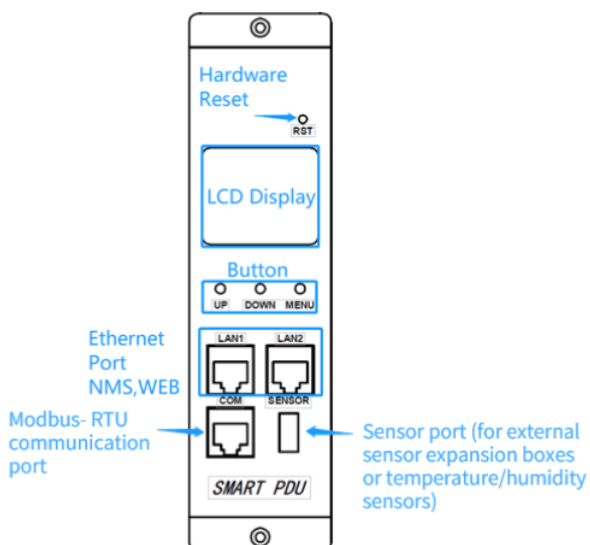 Hardware
Reset
RST
LCD Display
Button
UP DOWN MENU
LAN1 LAN2
Ethernet
Port
NMS,WEB
COM SENSOR
Modbus- RTU
communication
port
Sensor port (for external
sensor expansion boxes
or temperature/humidity
sensors)
SMART PDU